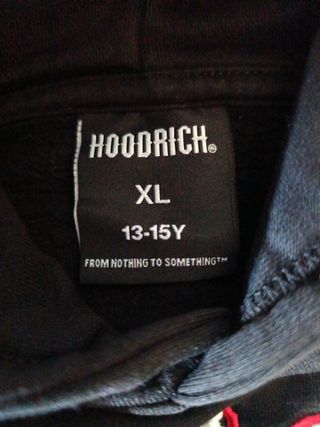 HOODRICH®
XL
13-15Y
FROM NOTHING TO SOMETHING™